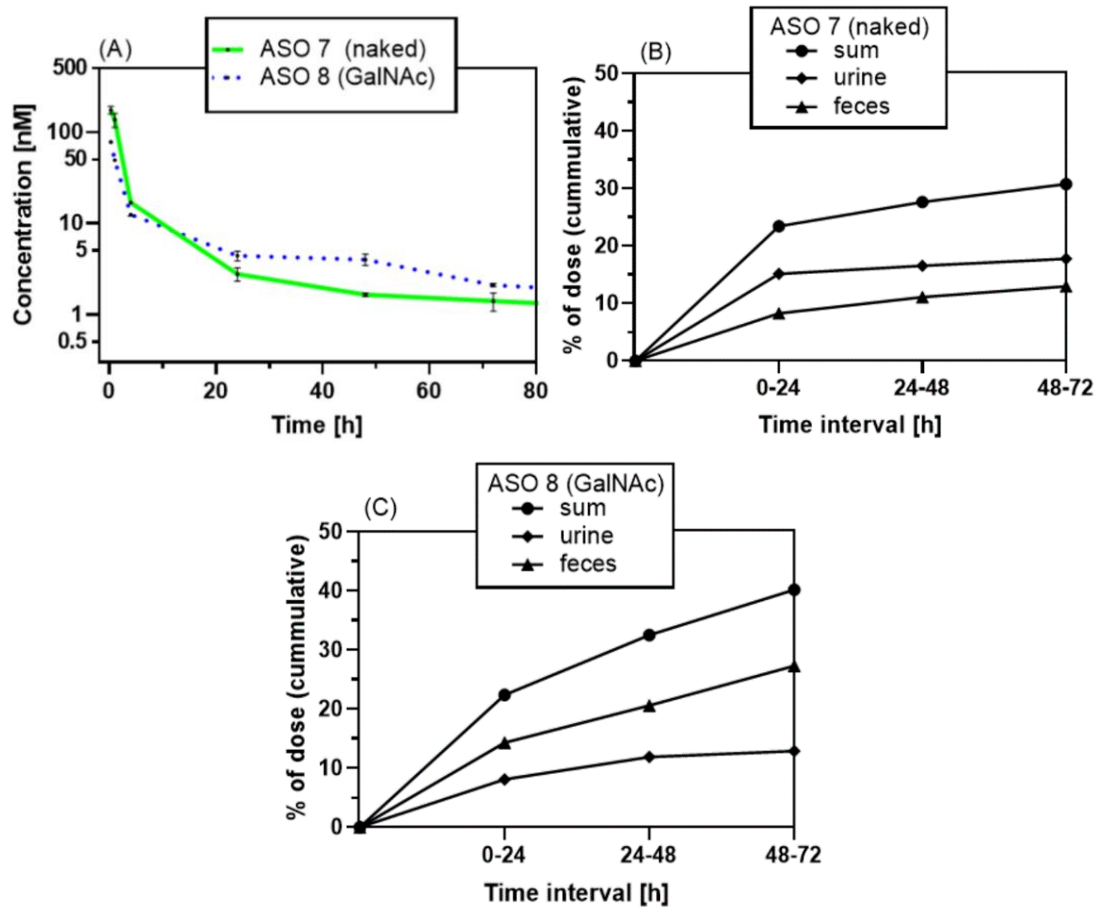 (A)
ASO 7 (naked)
ASO 8 (GalNAc)
500
100
50
10
5
1
0.5
Concentration [nM]
0 20 40 60 80
Time [h]
(B)
ASO 7 (naked)
sum
urine
feces
50
40
30
20
10
0
% of dose (cummulative)
0-24 24-48 48-72
Time interval [h]
(C)
ASO 8 (GalNAc)
sum
urine
feces
50
40
30
20
10
0
% of dose (cummulative)
0-24 24-48 48-72
Time interval [h]